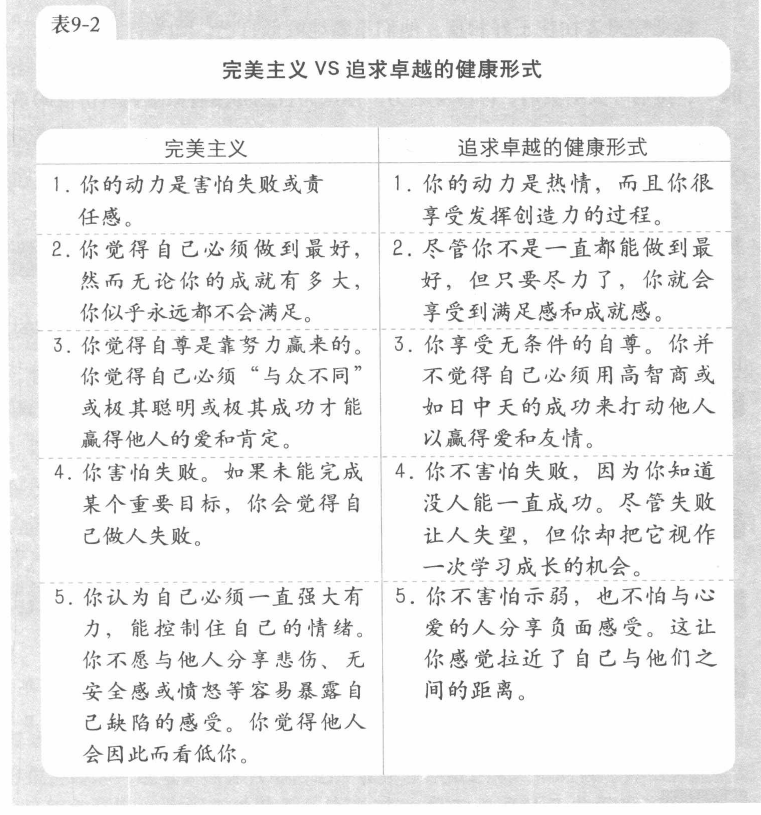 表9-2
完美主义 VS 追求卓越的健康形式
完美主义
追求卓越的健康形式
1. 你的动力是害怕失败或责
任感。
1. 你的动力是热情，而且你很
享受发挥创造力的过程。
2. 你觉得自己必须做到最好，
然而无论你的成就有多大，
你似乎永远都不会满足。
2. 尽管你不是一直都能做到最
好，但只要尽力了，你就会
享受到满足感和成就感。
3. 你觉得自尊是靠努力赢来的。
你觉得自己必须“与众不同”
或极其聪明或极其成功才能
赢得他人的爱和肯定。
3. 你享受无条件的自尊。你并
不觉得自己必须用高智商或
如日中天的成功来打动他人
以赢得爱和友情。
4. 你害怕失败。如果未能完成
某个重要目标，你会觉得自
己做人失败。
4. 你不害怕失败，因为你知道
没人能一直成功。尽管失败
让人失望，但你却把它视作
一次学习成长的机会。
5. 你认为自己必须一直强大有
力，能控制住自己的情绪。
你不愿与他人分享悲伤、无
安全感或愤怒等容易暴露自
己缺陷的感受。你觉得他人
会因此而看低你。
5. 你不害怕示弱，也不怕与心
爱的人分享负面感受。这让
你感觉拉近了自己与他们之
间的距离。